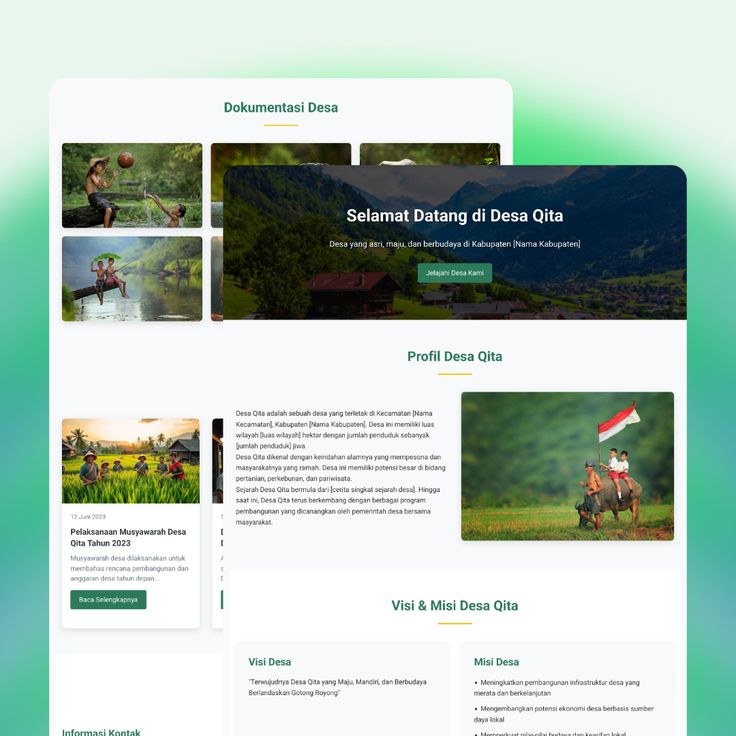 Dokumentasi Desa
Selamat Datang di Desa Qita
Desa yang asri, maju, dan berbudaya di Kabupaten [Nama Kabupaten]
Jelajahi Desa Kami
Profil Desa Qita
Desa Qita adalah sebuah desa yang terletak di Kecamatan [Nama
Kecamatan], Kabupaten [Nama Kabupaten]. Desa ini memiliki luas
wilayah [luas wilayah] hektar dengan jumlah penduduk sebanyak
[jumlah penduduk] jiwa.
Desa Qita dikenal dengan keindahan alamnya yang mempesona dan
masyarakatnya yang ramah. Desa ini memiliki potensi besar di bidang
pertanian, perkebunan, dan pariwisata.
Sejarah Desa Qita bermula dari [cerita singkat sejarah desa]. Hingga
saat ini, Desa Qita terus berkembang dengan berbagai program
pembangunan yang dicanangkan oleh pemerintah desa bersama
masyarakat.
12 Juni 2023
Pelaksanaan Musyawarah Desa
Qita Tahun 2023
Musyawarah desa dilaksanakan untuk
membahas rencana pembangunan dan
anggaran desa tahun depan...
Baca Selengkapnya
Visi & Misi Desa Qita
Visi Desa
"Terwujudnya Desa Qita yang Maju, Mandiri, dan Berbudaya
Berlandaskan Gotong Royong"
Misi Desa
• Meningkatkan pembangunan infrastruktur desa yang
merata dan berkelanjutan
• Mengembangkan potensi ekonomi desa berbasis sumber
daya lokal
• Memperkuat nilai-nilai budaya dan kearifan lokal
Informasi Kontak